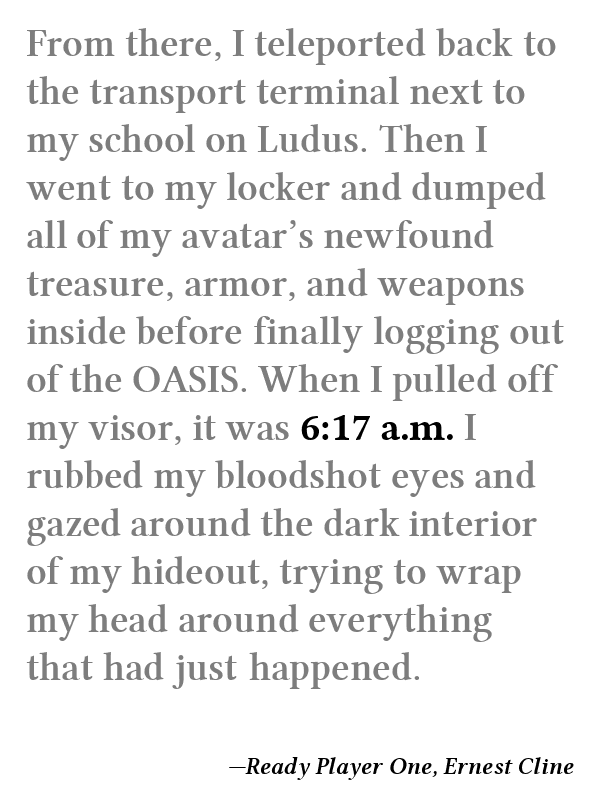 From there, I teleported back to
the transport terminal next to
my school on Ludus. Then I
went to my locker and dumped
all of my avatar’s newfound
treasure, armor, and weapons
inside before finally logging out
of the OASIS. When I pulled off
my visor, it was 6:17 a.m. I
rubbed my bloodshot eyes and
gazed around the dark interior
of my hideout, trying to wrap
my head around everything
that had just happened.
—Ready Player One, Ernest Cline